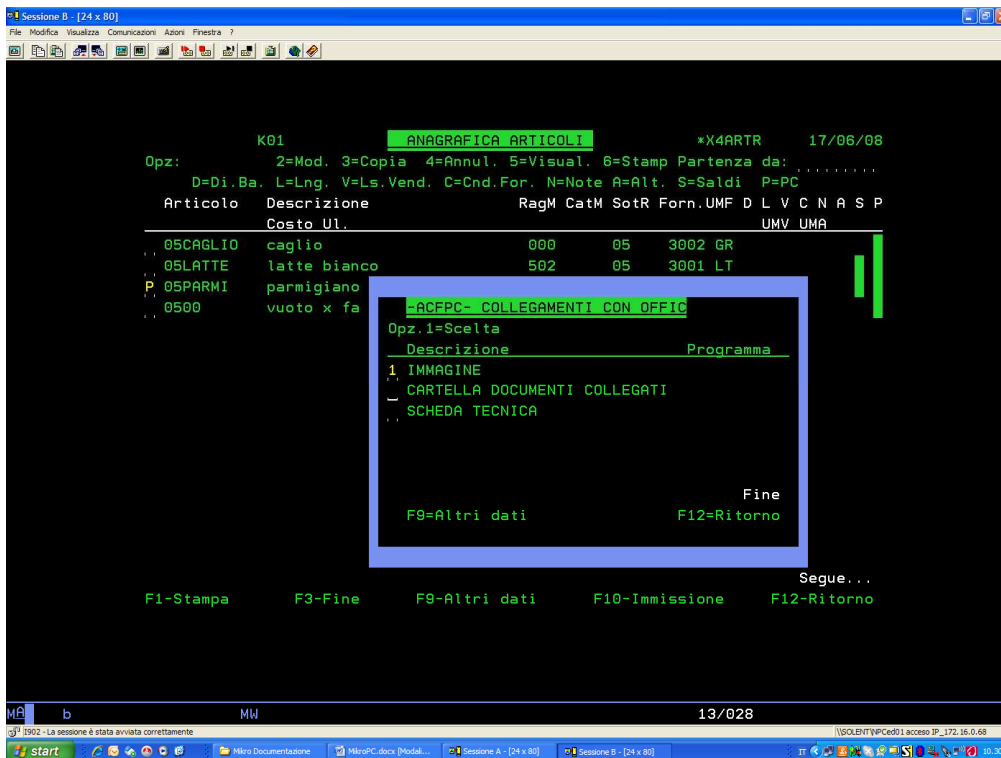 Sessione B - [24 x 80]
File Modifica Visualizza Comunicazioni Azioni Finestra ?
K01 ANAGRAFICA ARTICOLI *X4ARTR 17/06/08
Opz: 2=Mod. 3=Copia 4=Annul. 5=Visual. 6=Stamp Partenza da:
D=Di.Ba. L=Lng. V=Ls.Vend. C=Cnd.For. N=Note A=Alt. S=Saldi P=PC
Articolo Descrizione RagM CatM SotR Forn.UMF D L V C N A S P
Costo Ul. UMV UMA
05CAGLIO caglio 000 05 3002 GR
05LATTE latte bianco 502 05 3001 LT
P 05PARMI parmigiano
0500 vuoto x fa
-ACFPC- COLLEGAMENTI CON OFFIC
Opz.1=Scelta
Descrizione Programma
1 IMMAGINE
CARTELLA DOCUMENTI COLLEGATI
SCHEDA TECNICA
Fine
F9=Altri dati F12=Ritorno
Segue...
F1-Stampa F3-Fine F9-Altri dati F10-Immissione F12-Ritorno
MA b MW 13/028
I902 - La sessione è stata avviata correttamente \\SOLENT\NPCed01 acceso IP_172.16.0.68
start Mikro Documentazione MikroPC.docx [Modali... Sessione A - [24 x 80] Sessione B - [24 x 80] IT 10.30